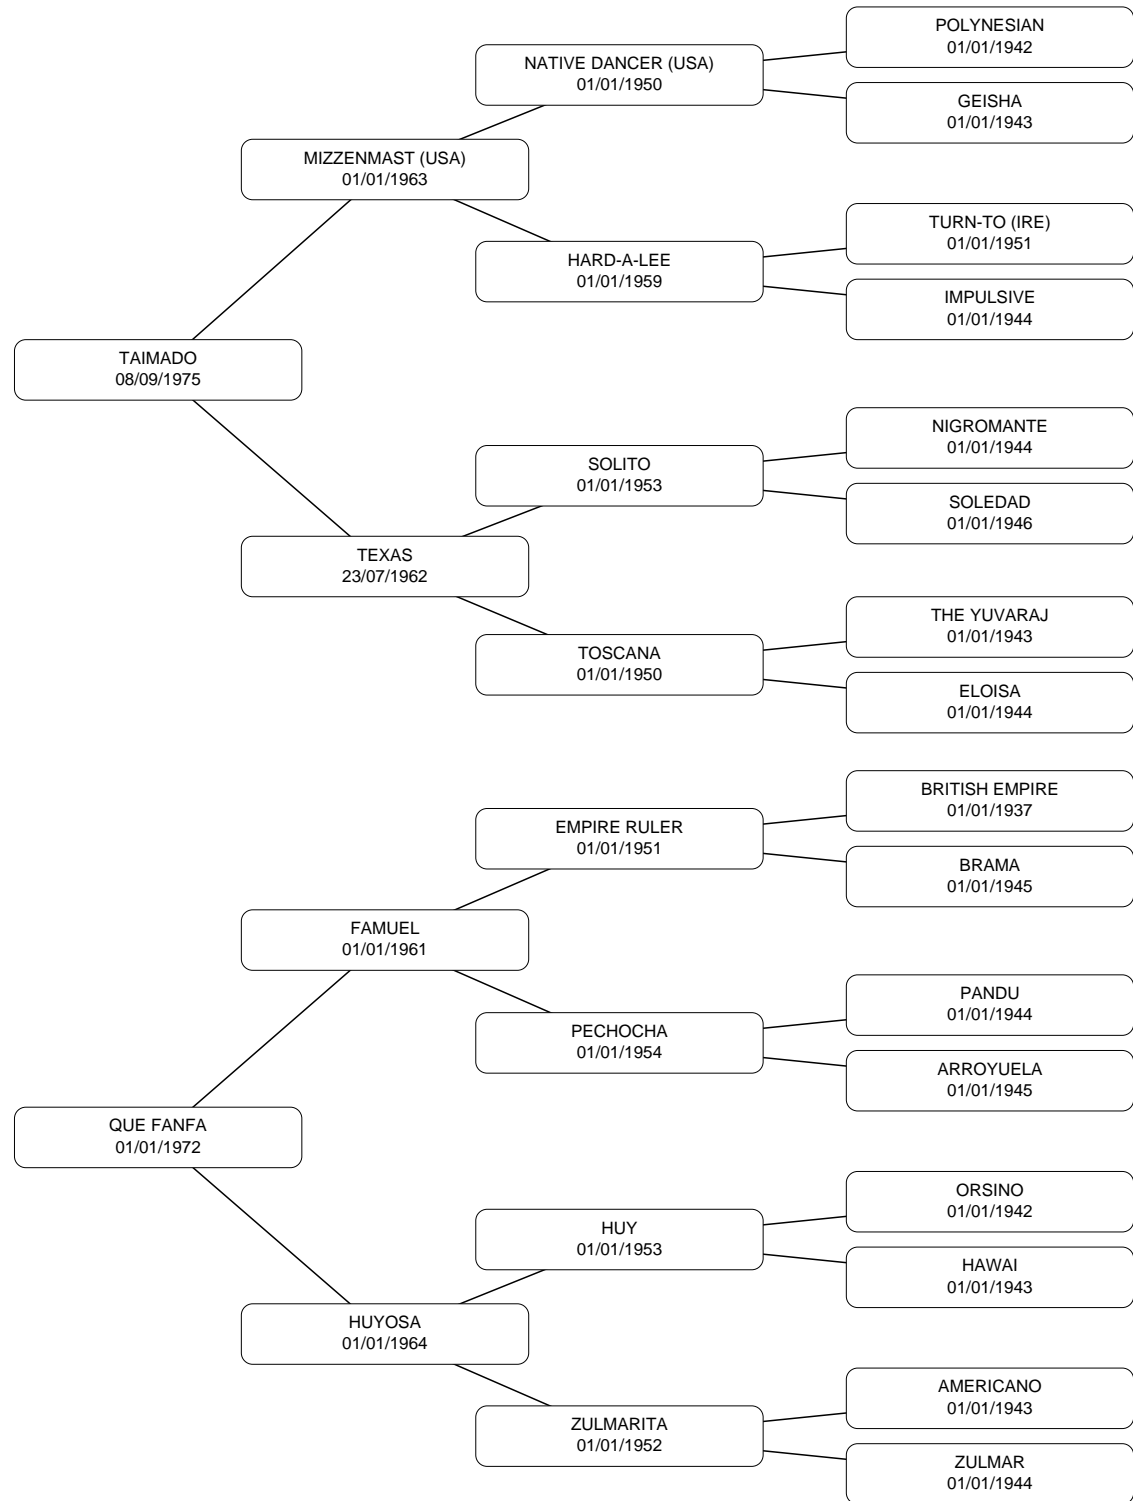 POLYNESIAN
01/01/1942
NATIVE DANCER (USA)
01/01/1950
GEISHA
01/01/1943
MIZZENMAST (USA)
01/01/1963
TURN-TO (IRE)
01/01/1951
HARD-A-LEE
01/01/1959
IMPULSIVE
01/01/1944
TAIMADO
08/09/1975
NIGROMANTE
01/01/1944
SOLITO
01/01/1953
SOLEDAD
01/01/1946
TEXAS
23/07/1962
THE YUVARAJ
01/01/1943
TOSCANA
01/01/1950
ELOISA
01/01/1944
BRITISH EMPIRE
01/01/1937
EMPIRE RULER
01/01/1951
BRAMA
01/01/1945
FAMUEL
01/01/1961
PANDU
01/01/1944
PECHOCHA
01/01/1954
ARROYUELA
01/01/1945
QUE FANFA
01/01/1972
ORSINO
01/01/1942
HUY
01/01/1953
HAWAI
01/01/1943
HUYOSA
01/01/1964
AMERICANO
01/01/1943
ZULMARITA
01/01/1952
ZULMAR
01/01/1944